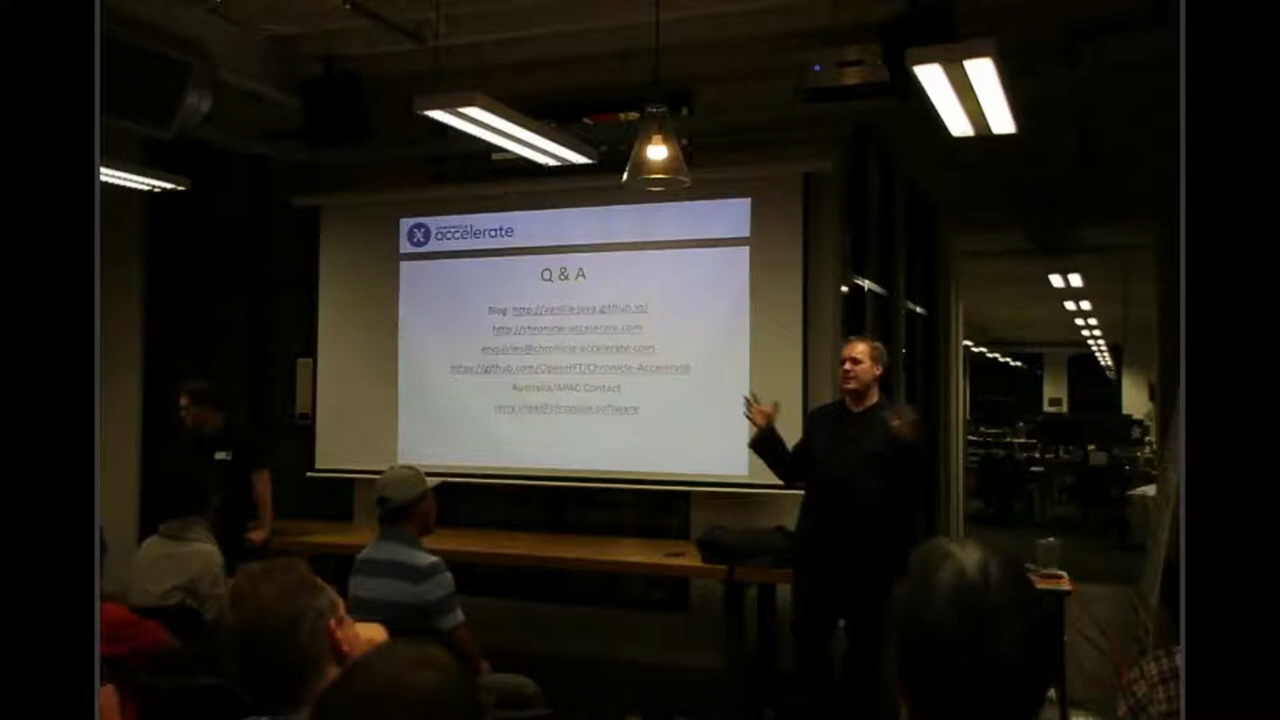 accelerate
Q & A
Blog: http://vanilla-java.github.io/
http://chronicle-accelerate.com
enquiries@chronicle-accelerate.com
https://github.com/OpenHFT/Chronicle-Accelerate
Australia/APAC Contact